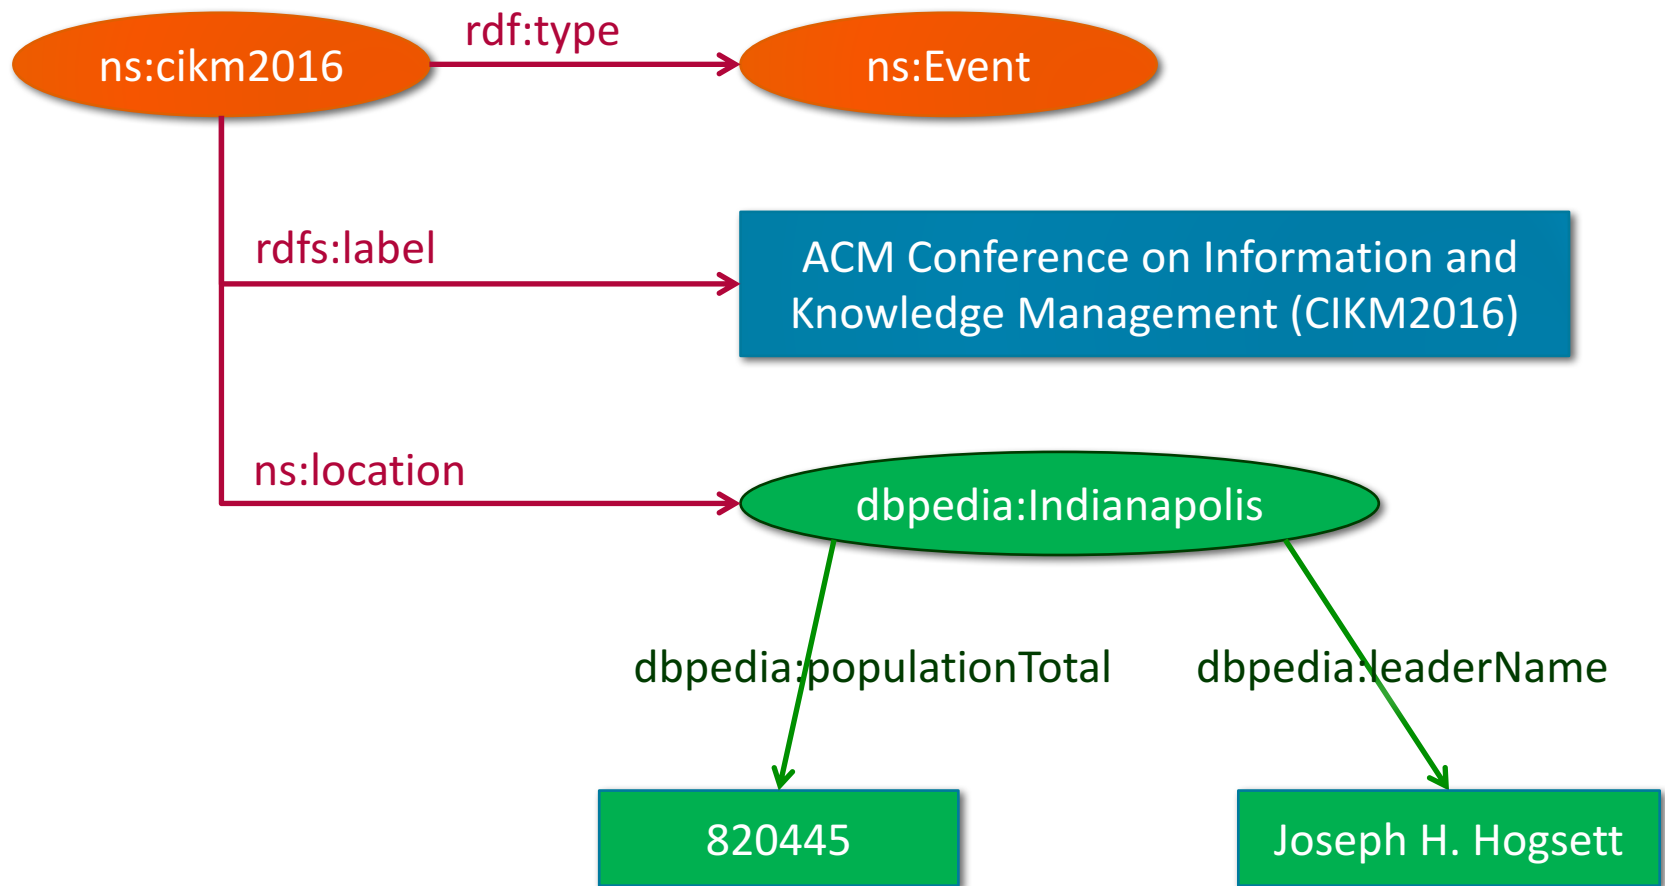 rdf:type
ns:cikm2016
ns:Event
rdfs:label
ACM Conference on Information and
Knowledge Management (CIKM2016)
ns:location
dbpedia:Indianapolis
dbpedia:populationTotal
dbpedia:leaderName
820445
Joseph H. Hogsett